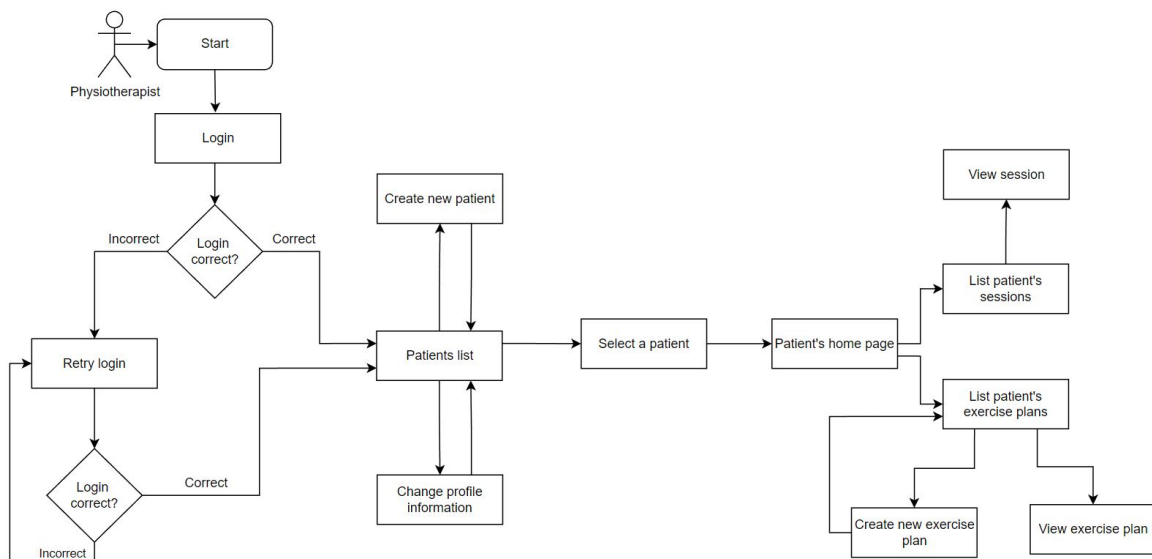 Start
Physiotherapist
Login
Login
correct?
Incorrect
Correct
Retry login
Login
correct?
Correct
Incorrect
Create new patient
Patients list
Change profile
information
Select a patient
Patient's home page
View session
List patient's
sessions
List patient's
exercise plans
Create new exercise
plan
View exercise plan